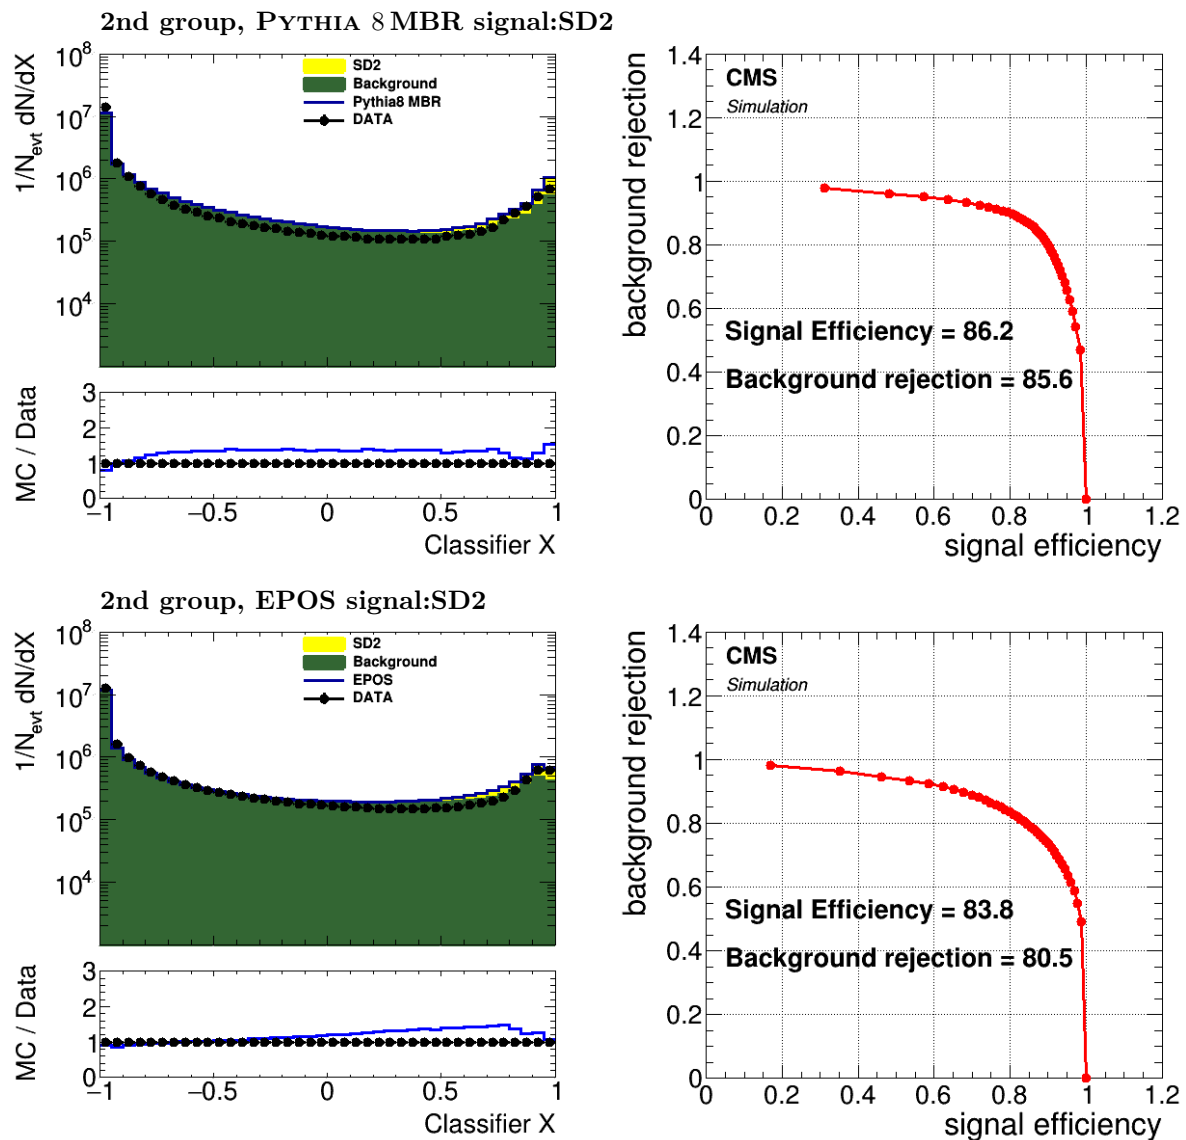 2nd group, PYTHIA 8 MBR signal:SD2
1/N_evt dN/dX
10^8
10^7
10^6
10^5
10^4
SD2
Background
Pythia8 MBR
DATA
MC / Data
3
2
1
0
−1 −0.5 0 0.5 1
Classifier X
background rejection
1.4
1.2
1
0.8
0.6
0.4
0.2
0
CMS
Simulation
Signal Efficiency = 86.2
Background rejection = 85.6
0 0.2 0.4 0.6 0.8 1 1.2
signal efficiency
2nd group, EPOS signal:SD2
1/N_evt dN/dX
10^8
10^7
10^6
10^5
10^4
SD2
Background
EPOS
DATA
MC / Data
3
2
1
0
−1 −0.5 0 0.5 1
Classifier X
background rejection
1.4
1.2
1
0.8
0.6
0.4
0.2
0
CMS
Simulation
Signal Efficiency = 83.8
Background rejection = 80.5
0 0.2 0.4 0.6 0.8 1 1.2
signal efficiency